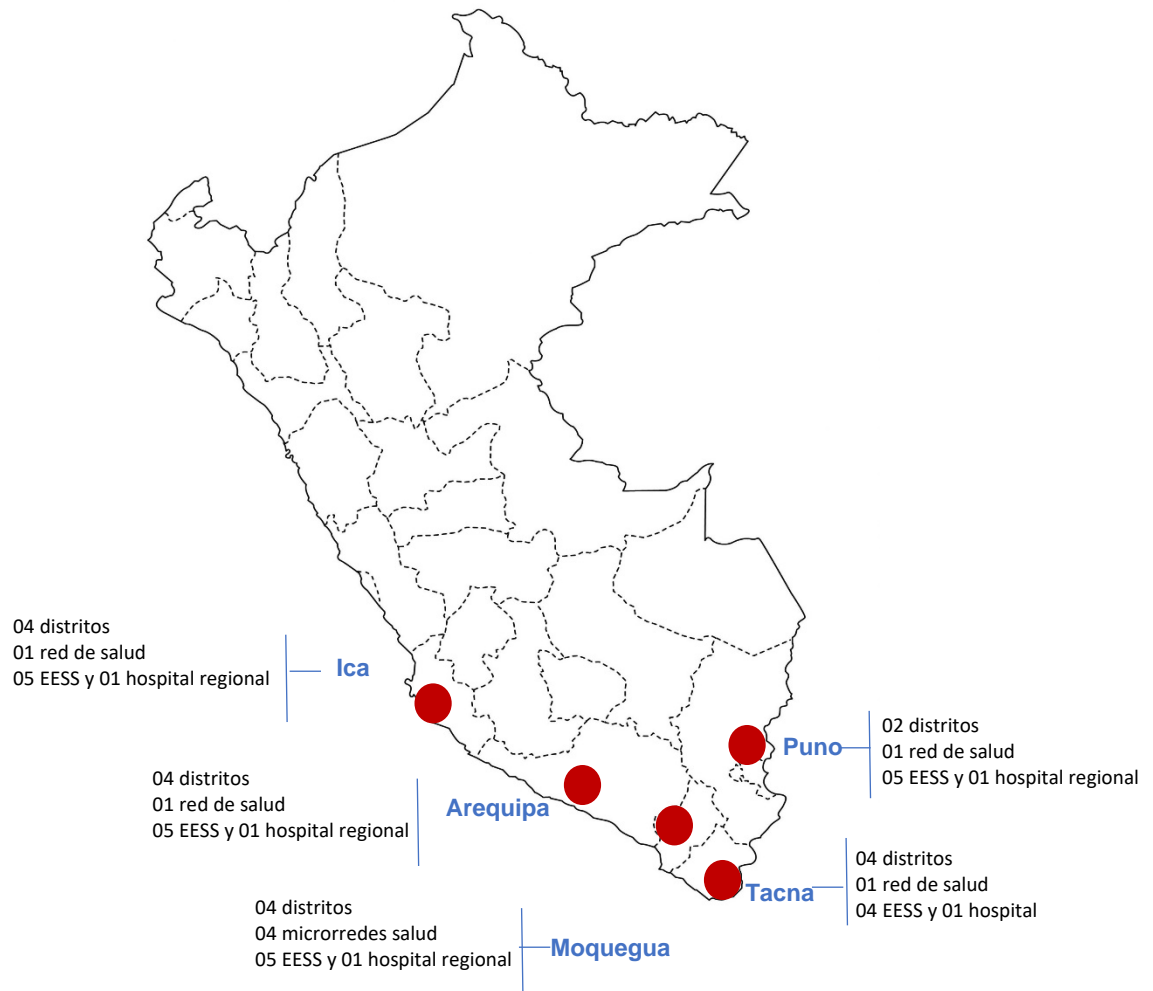 04 distritos
01 red de salud
05 EESS y 01 hospital regional
Ica
02 distritos
01 red de salud
05 EESS y 01 hospital regional
Puno
04 distritos
01 red de salud
05 EESS y 01 hospital regional
Arequipa
04 distritos
01 red de salud
04 EESS y 01 hospital
Tacna
04 distritos
04 microrredes salud
05 EESS y 01 hospital regional
Moquegua